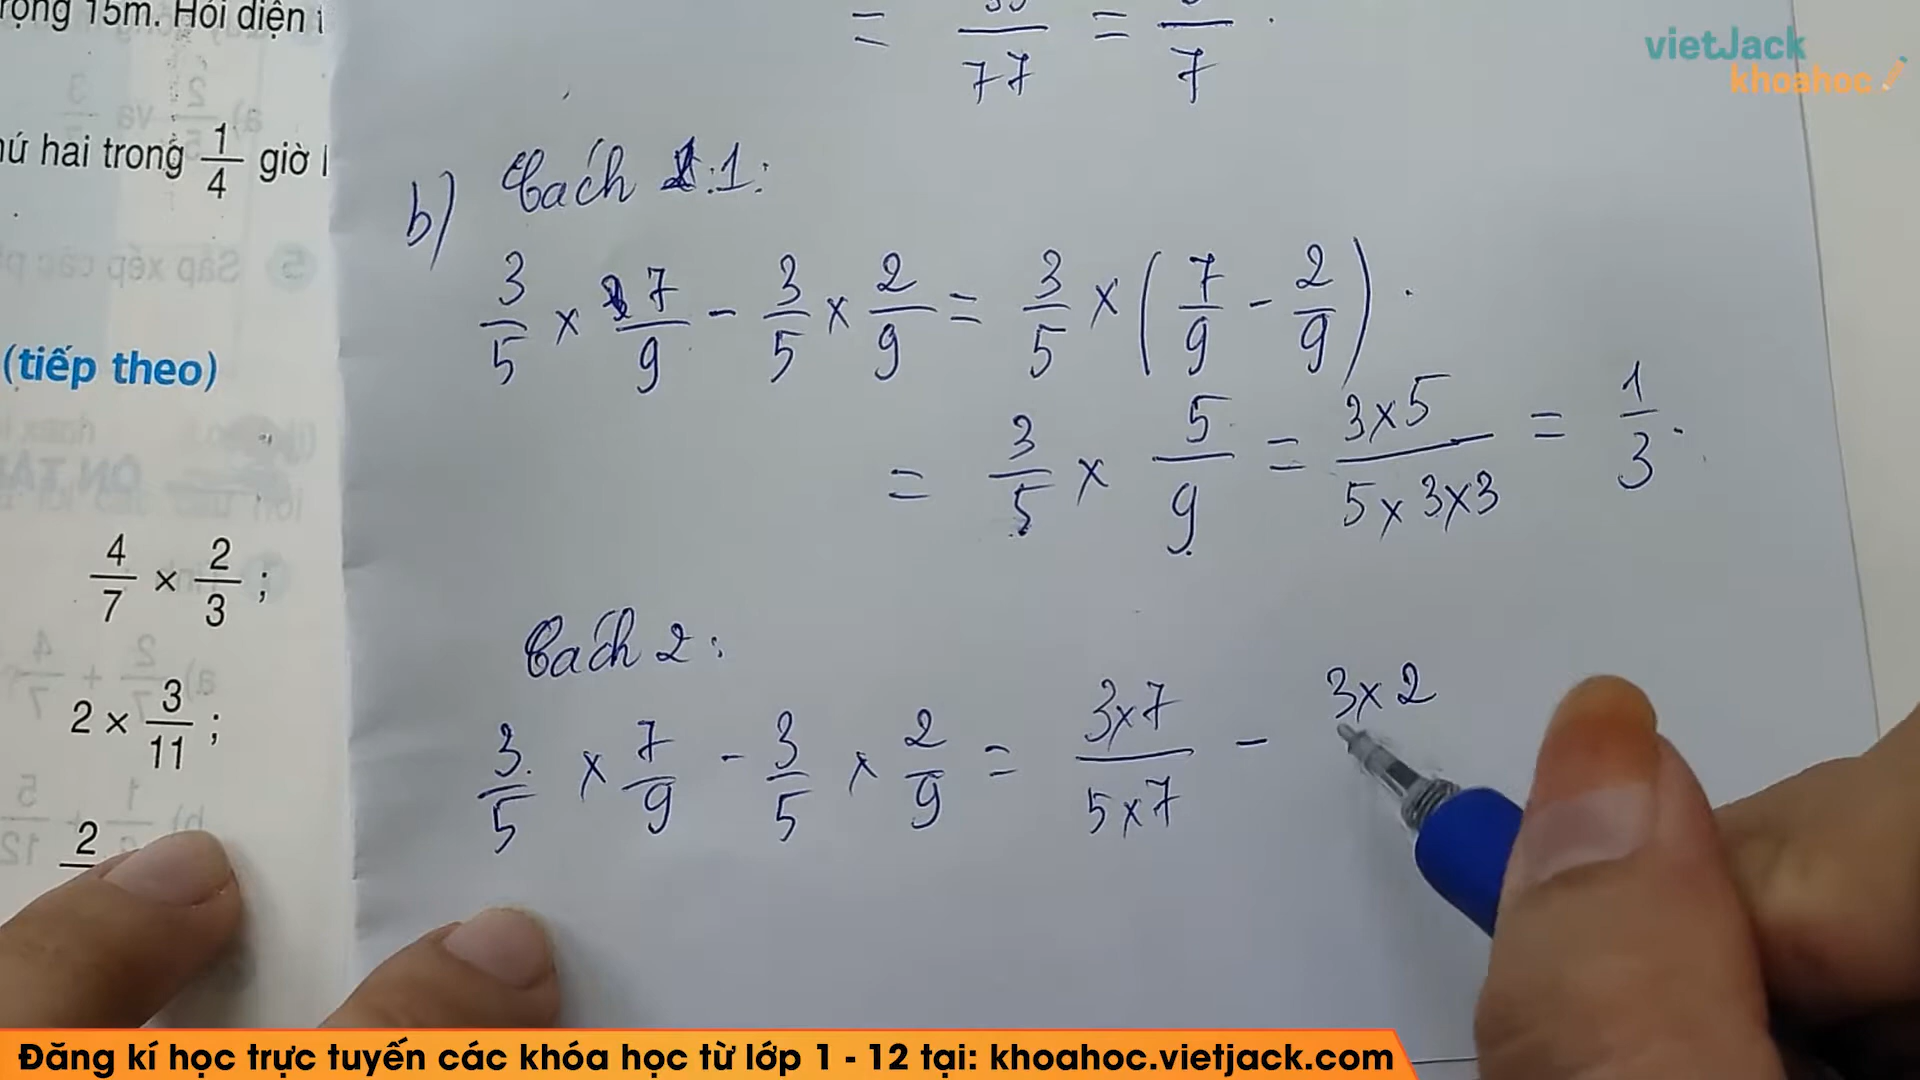 rộng 15m. Hỏi diện
vietJack
khoahoc
= /77 = /7 .
hứ hai trong 1/4 giờ
b) Cách 1:
3/5 × 7/9 - 3/5 × 2/9 = 3/5 × (7/9 - 2/9) .
(tiếp theo)
= 3/5 × 5/9 = 3×5/5×3×3 = 1/3 .
4/7 × 2/3 ;
Cách 2:
2 × 3/11 ;
3/5 × 7/9 - 3/5 × 2/9 = 3×7/5×7 - 3×2
2
Đăng kí học trực tuyến các khóa học từ lớp 1 - 12 tại: khoahoc.vietjack.com